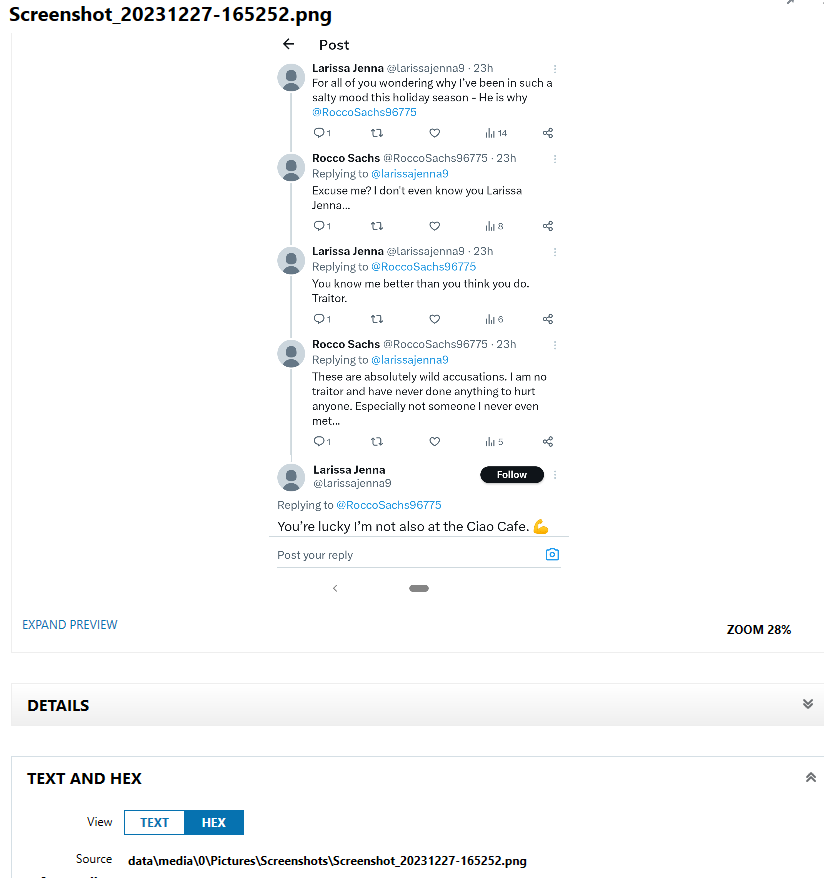 Screenshot_20231227-165252.png
Post
Larissa Jenna @larissajenna9 · 23h
For all of you wondering why I've been in such a
salty mood this holiday season - He is why
@RoccoSachs96775
1 14
Rocco Sachs @RoccoSachs96775 · 23h
Replying to @larissajenna9
Excuse me? I don't even know you Larissa
Jenna...
1 8
Larissa Jenna @larissajenna9 · 23h
Replying to @RoccoSachs96775
You know me better than you think you do.
Traitor.
1 6
Rocco Sachs @RoccoSachs96775 · 23h
Replying to @larissajenna9
These are absolutely wild accusations. I am no
traitor and have never done anything to hurt
anyone. Especially not someone I never even
met...
1 5
Larissa Jenna
Follow
@larissajenna9
Replying to @RoccoSachs96775
You're lucky I'm not also at the Ciao Cafe. 💪
Post your reply
EXPAND PREVIEW
ZOOM 28%
DETAILS
TEXT AND HEX
View TEXT HEX
Source data\media\0\Pictures\Screenshots\Screenshot_20231227-165252.png